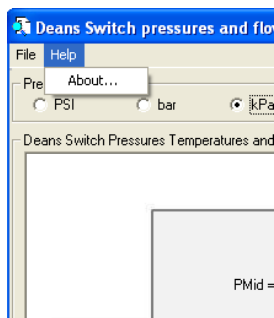 Deans Switch pressures and flo
File Help
About...
Pre
PSI bar kPa
Deans Switch Pressures Temperatures and
PMid =